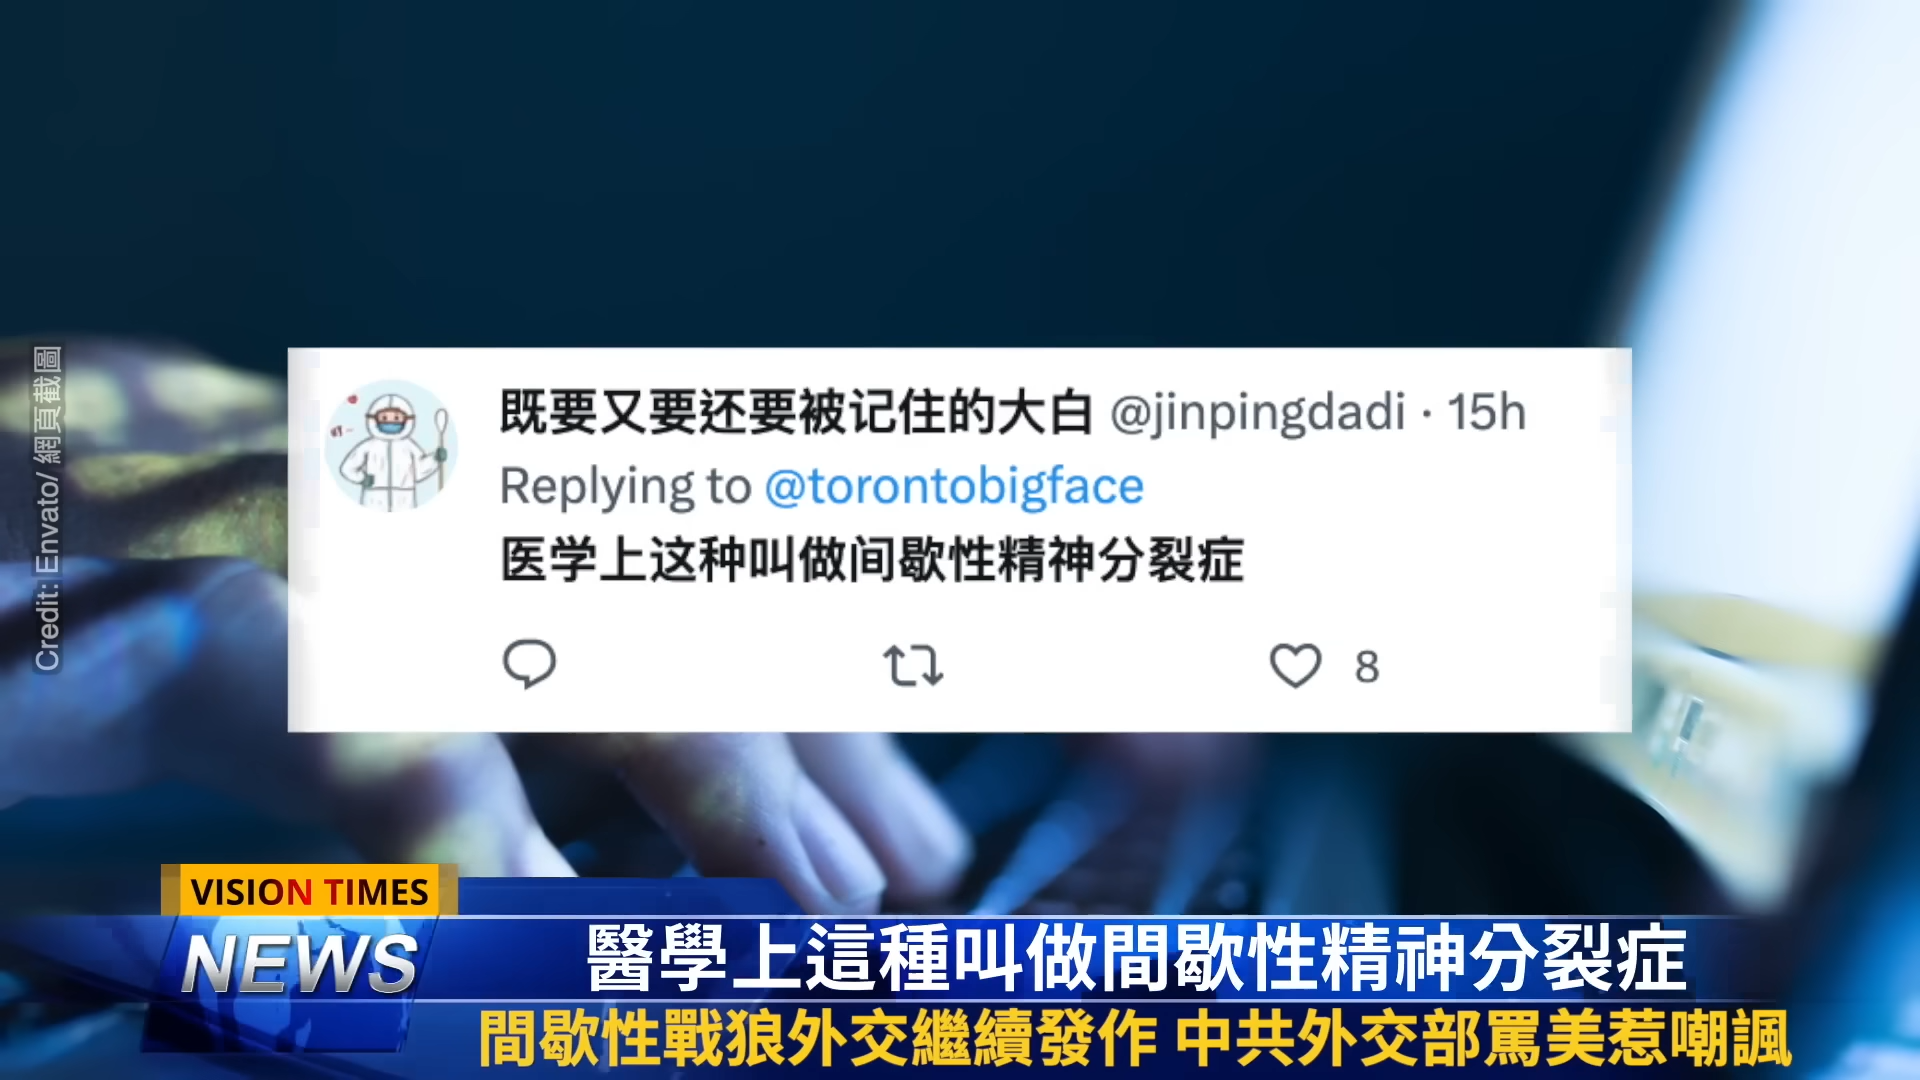 Credit: Envato/ 網頁截圖
既要又要还要被记住的大白 @jinpingdadi · 15h
Replying to @torontobigface
医学上这种叫做间歇性精神分裂症
8
VISION TIMES
NEWS
醫學上這種叫做間歇性精神分裂症
間歇性戰狼外交繼續發作 中共外交部罵美惹嘲諷